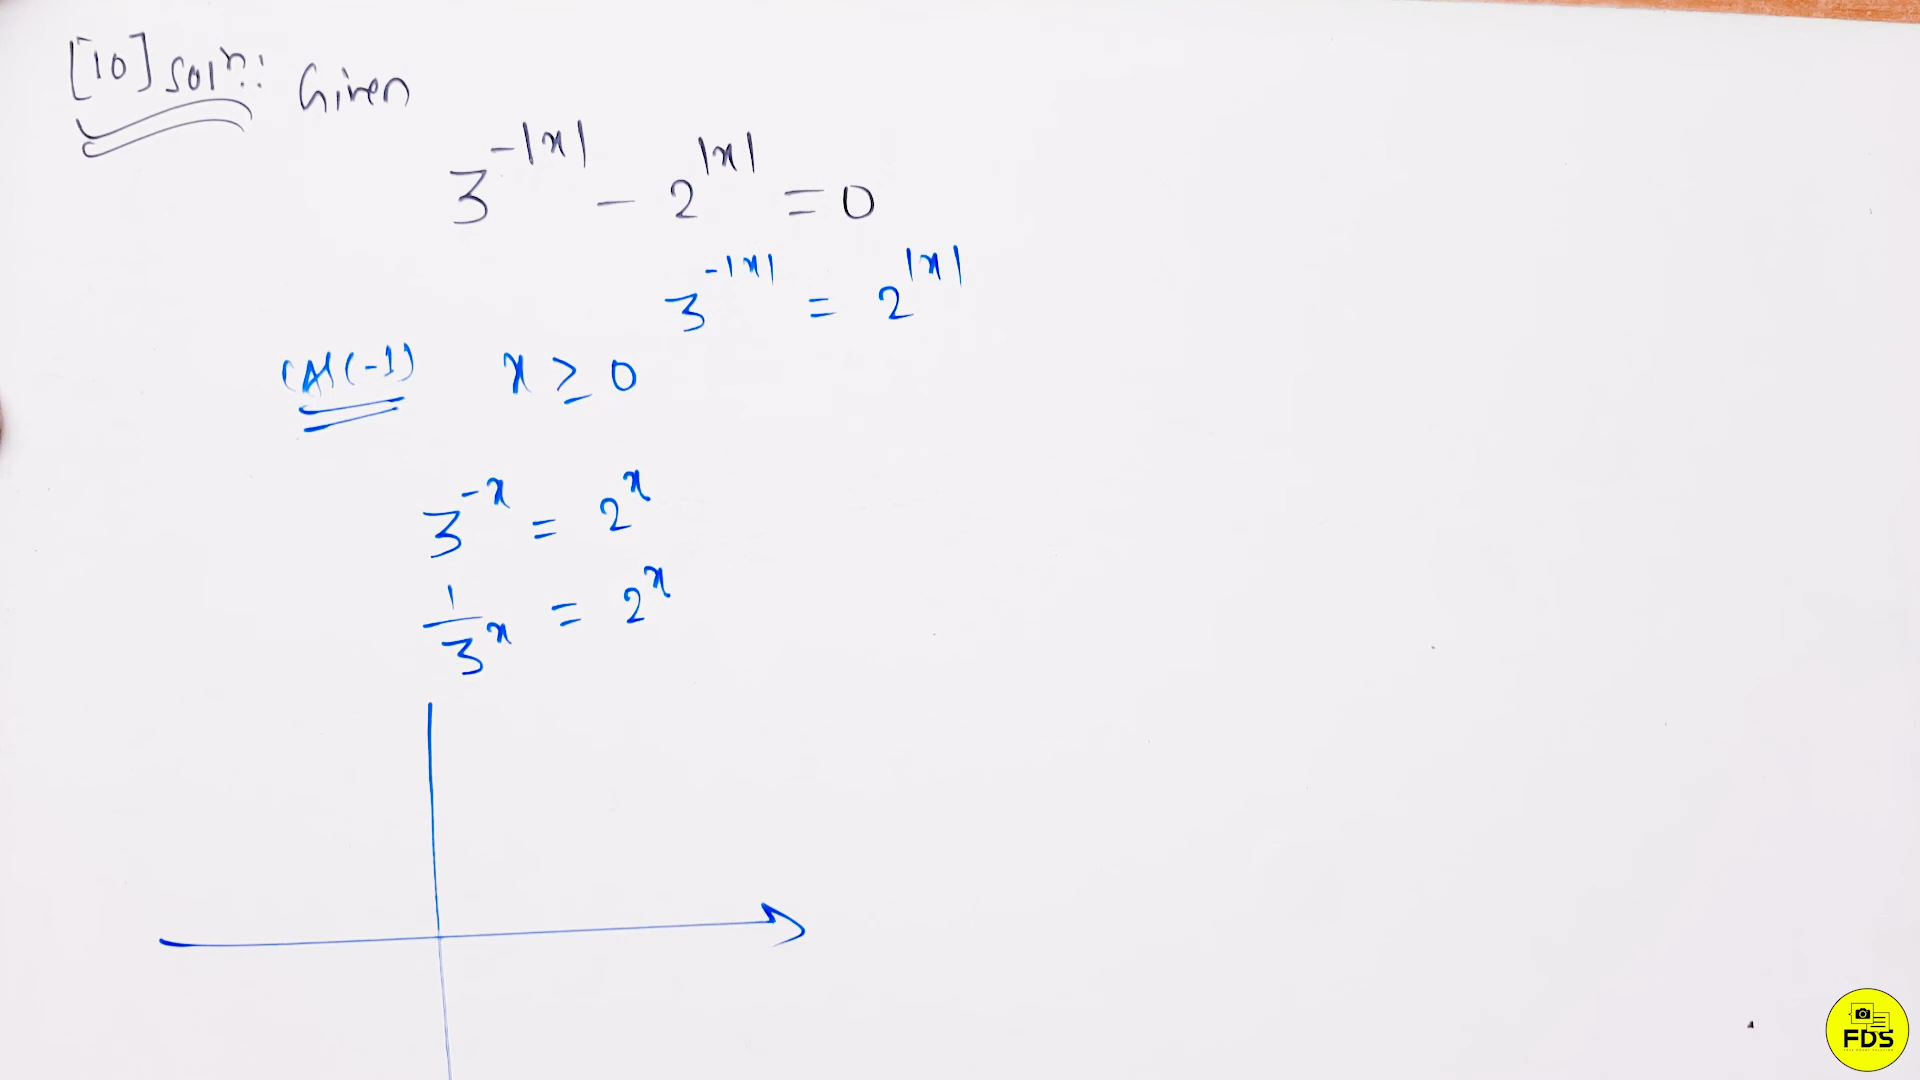 [10] Solⁿ: Given
3^{-|x|} - 2^{|x|} = 0
3^{-|x|} = 2^{|x|}
Case-1) x ≥ 0
3^{-x} = 2^x
1/3^x = 2^x
FDS